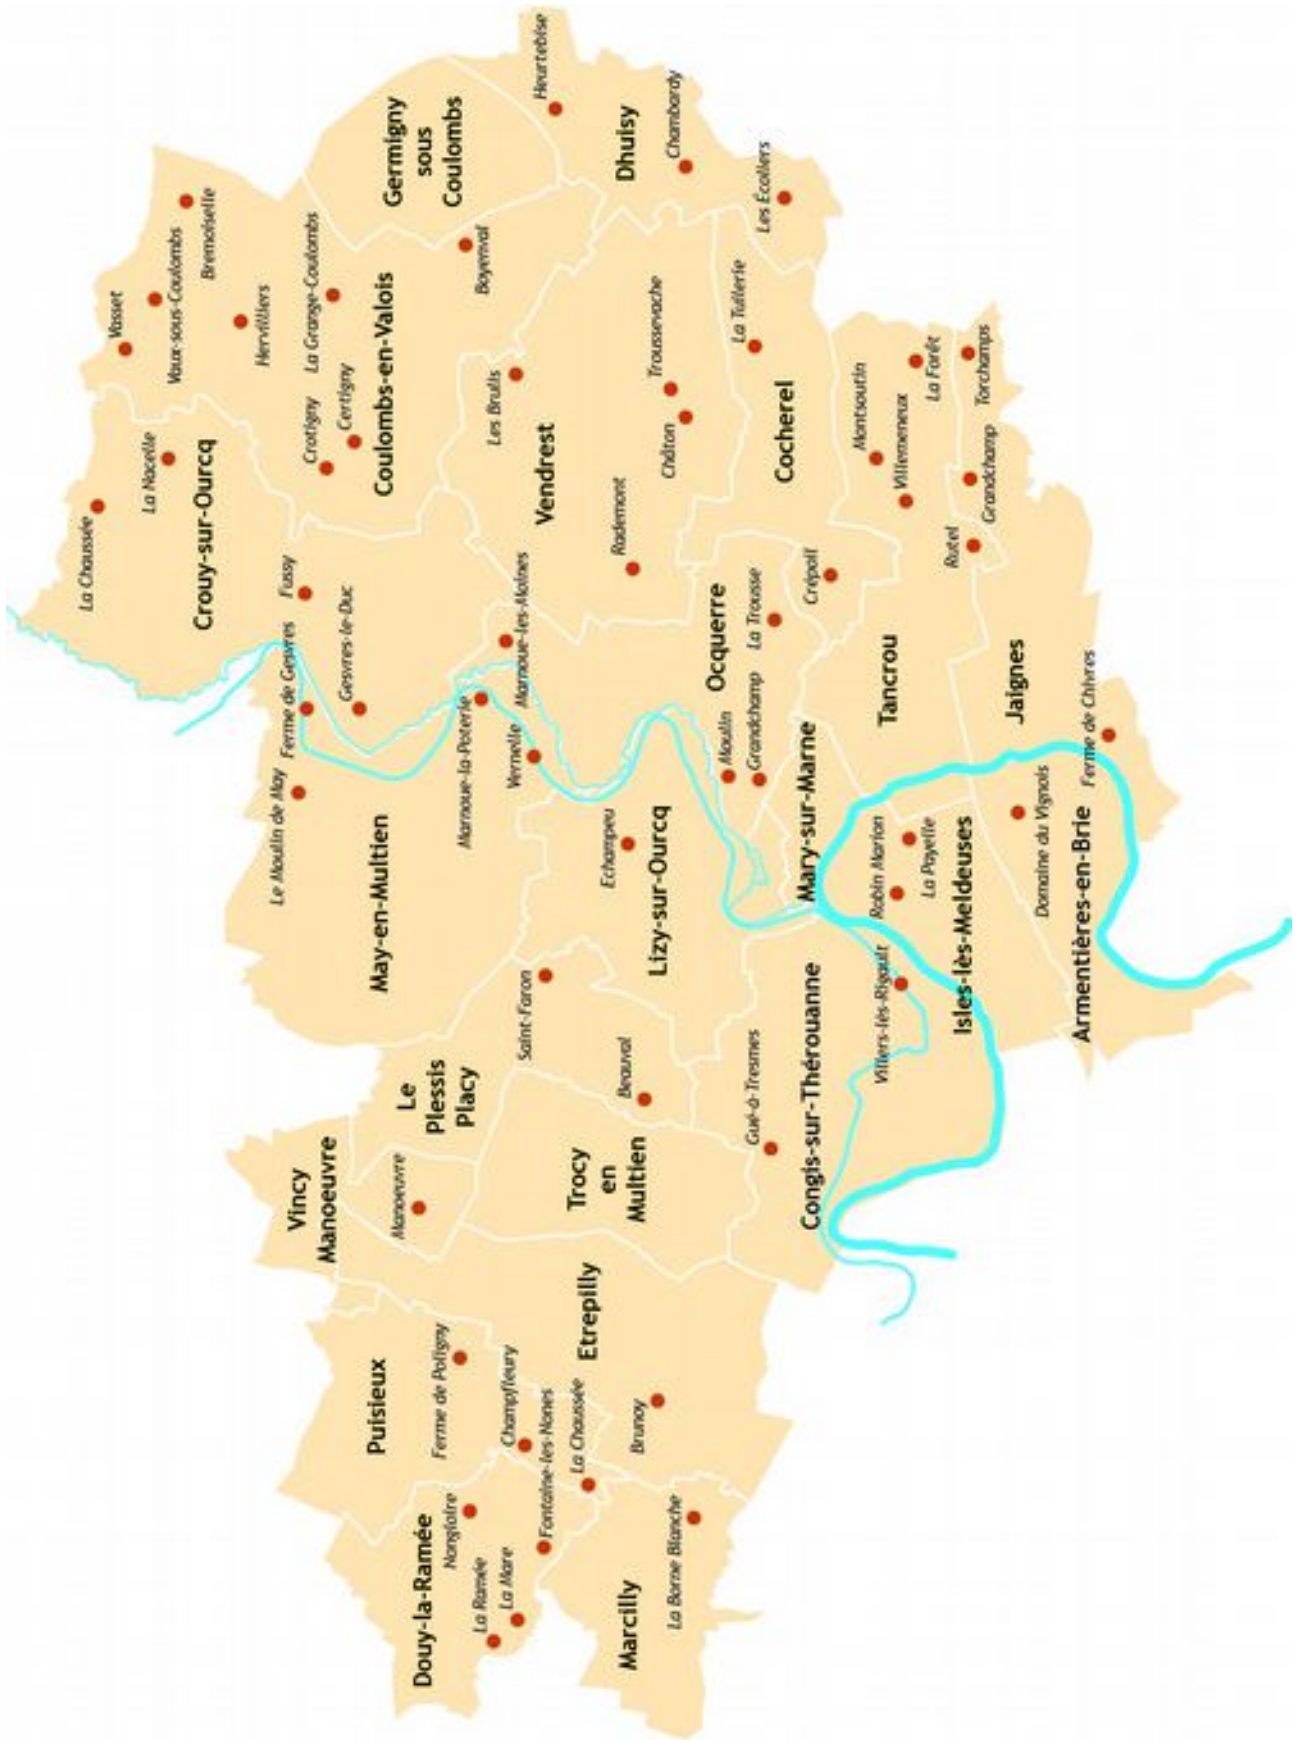 La Chaussée
Vasset
La Nacelle
Vaux-sous-Coulombs
Crouy-sur-Ourcq
Bremoiselle
Hervilliers
Le Moulin de May
Ferme de Gesvres
Fussy
Vincy
Manoeuvre
Crotigny
La Grange-Coulombs
Gesvres-le-Duc
Certigny
Puisieux
May-en-Multien
Coulombs-en-Valois
Germigny
sous
Coulombs
Manoeuvre
Le
Plessis
Placy
Douy-la-Ramée
Ferme de Poligny
Nongloire
Marnoue-la-Poterie
La Ramée
Boyenval
Les Brulis
La Mare
Champfleury
Vernelle
Marnoue-les-Moines
Saint-Faron
Heurtebise
Fontaine-les-Nones
Vendrest
Trocy
en
Multien
La Chaussée
Etrepilly
Echampeu
Rademont
Beauval
Dhuisy
Marcilly
Brunoy
Troussevache
Lizy-sur-Ourcq
Châton
Chambardy
La Borne Blanche
Ocquerre
Moulin
La Tuilerie
Gué-à-Tresmes
La Trousse
Grandchamp
Les Écoliers
Cocherel
Mary-sur-Marne
Congis-sur-Thérouanne
Crépoil
Montsoutin
Robin Marion
Villers-lès-Rigault
Tancrou
Villemeneux
La Payelle
La Forêt
Rutel
Isles-lès-Meldeuses
Torchamps
Grandchamp
Jaignes
Domaine du Vignois
Armentières-en-Brie
Ferme de Chivres